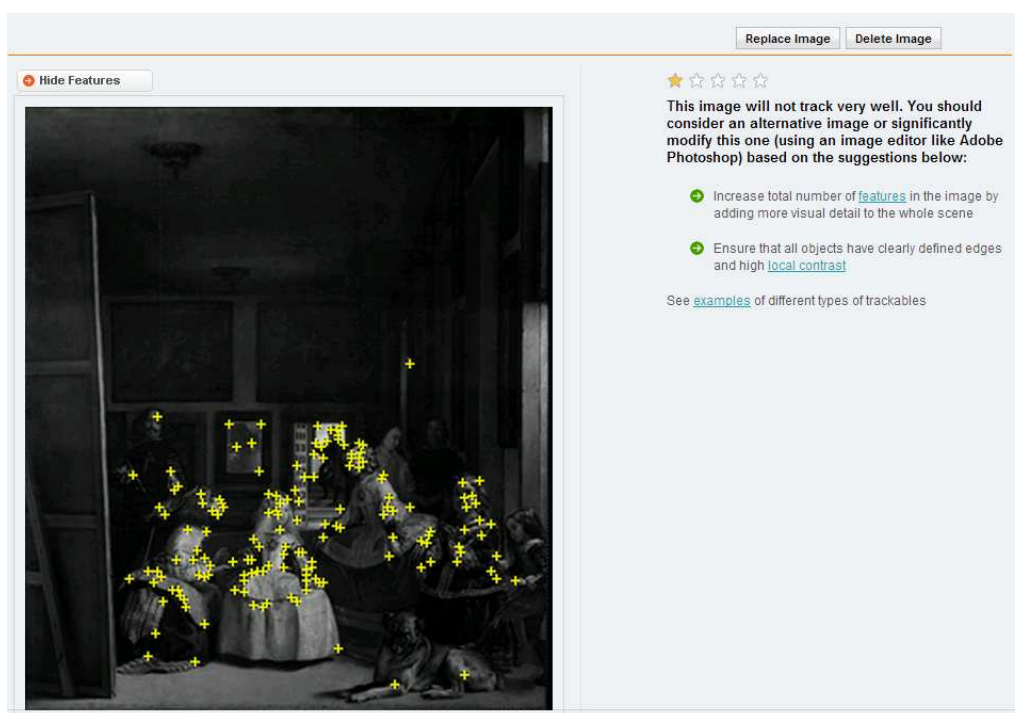 Replace Image Delete Image
Hide Features
This image will not track very well. You should
consider an alternative image or significantly
modify this one (using an image editor like Adobe
Photoshop) based on the suggestions below:
Increase total number of features in the image by
adding more visual detail to the whole scene
Ensure that all objects have clearly defined edges
and high local contrast
See examples of different types of trackables